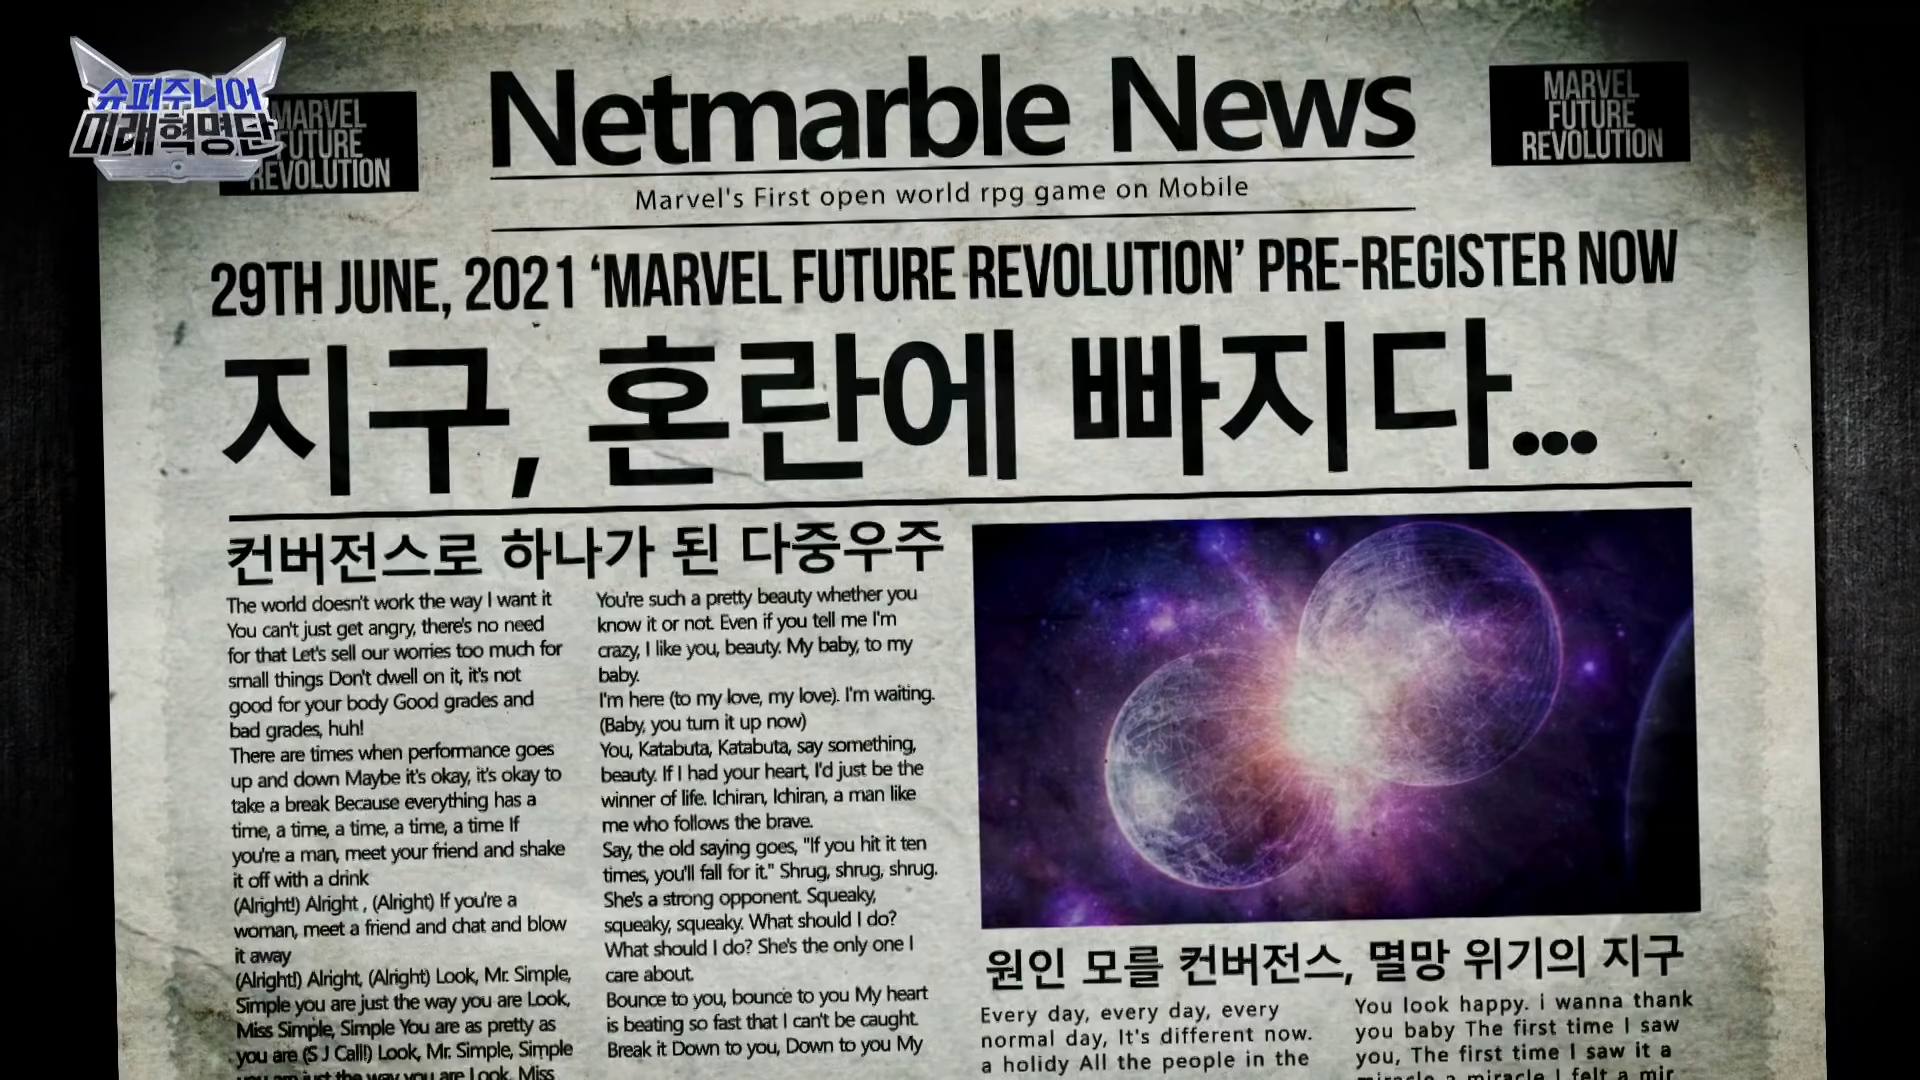 슈퍼주니어
미래혁명단
MARVEL
FUTURE
REVOLUTION
Netmarble News
Marvel's First open world rpg game on Mobile
MARVEL
FUTURE
REVOLUTION
29TH JUNE, 2021 ‘MARVEL FUTURE REVOLUTION’ PRE-REGISTER NOW
지구, 혼란에 빠지다...
컨버전스로 하나가 된 다중우주
The world doesn't work the way I want it
You can't just get angry, there's no need
for that Let's sell our worries too much for
small things Don't dwell on it, it's not
good for your body Good grades and
bad grades, huh!
There are times when performance goes
up and down Maybe it's okay, it's okay to
take a break Because everything has a
time, a time, a time, a time, a time If
you're a man, meet your friend and shake
it off with a drink
(Alright!) Alright , (Alright) If you're a
woman, meet a friend and chat and blow
it away
(Alright!) Alright, (Alright) Look, Mr. Simple,
Simple you are just the way you are Look,
Miss Simple, Simple You are as pretty as
you are (S J Call!) Look, Mr. Simple, Simple
you are just the way you are Look, Miss
You're such a pretty beauty whether you
know it or not. Even if you tell me I'm
crazy, I like you, beauty. My baby, to my
baby.
I'm here (to my love, my love). I'm waiting.
(Baby, you turn it up now)
You, Katabuta, Katabuta, say something,
beauty. If I had your heart, I'd just be the
winner of life. Ichiran, Ichiran, a man like
me who follows the brave.
Say, the old saying goes, "If you hit it ten
times, you'll fall for it." Shrug, shrug, shrug.
She's a strong opponent. Squeaky,
squeaky, squeaky. What should I do?
What should I do? She's the only one I
care about.
Bounce to you, bounce to you My heart
is beating so fast that I can't be caught.
Break it Down to you, Down to you My
원인 모를 컨버전스, 멸망 위기의 지구
Every day, every day, every
normal day, It's different now.
a holidy All the people in the
You look happy. i wanna thank
you baby The first time I saw
you, The first time I saw it a
miracle a miracle I felt a mir